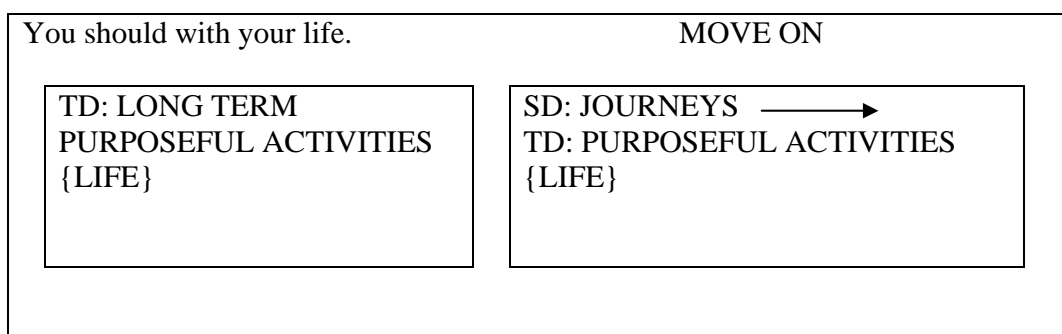 You should with your life. MOVE ON
TD: LONG TERM
PURPOSEFUL ACTIVITIES
{LIFE}
SD: JOURNEYS
TD: PURPOSEFUL ACTIVITIES
{LIFE}